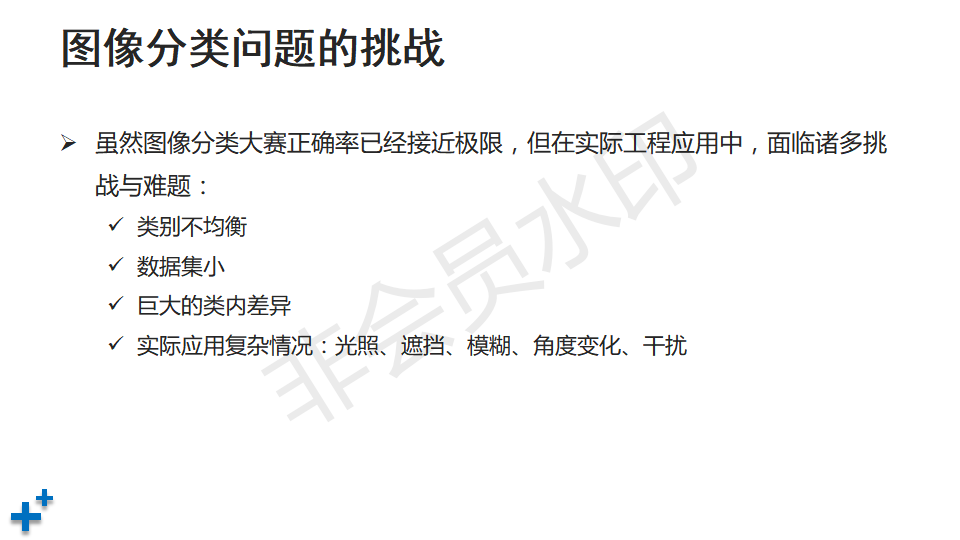 图像分类问题的挑战
虽然图像分类大赛正确率已经接近极限，但在实际工程应用中，面临诸多挑
战与难题：
类别不均衡
数据集小
巨大的类内差异
实际应用复杂情况：光照、遮挡、模糊、角度变化、干扰
非会员水印